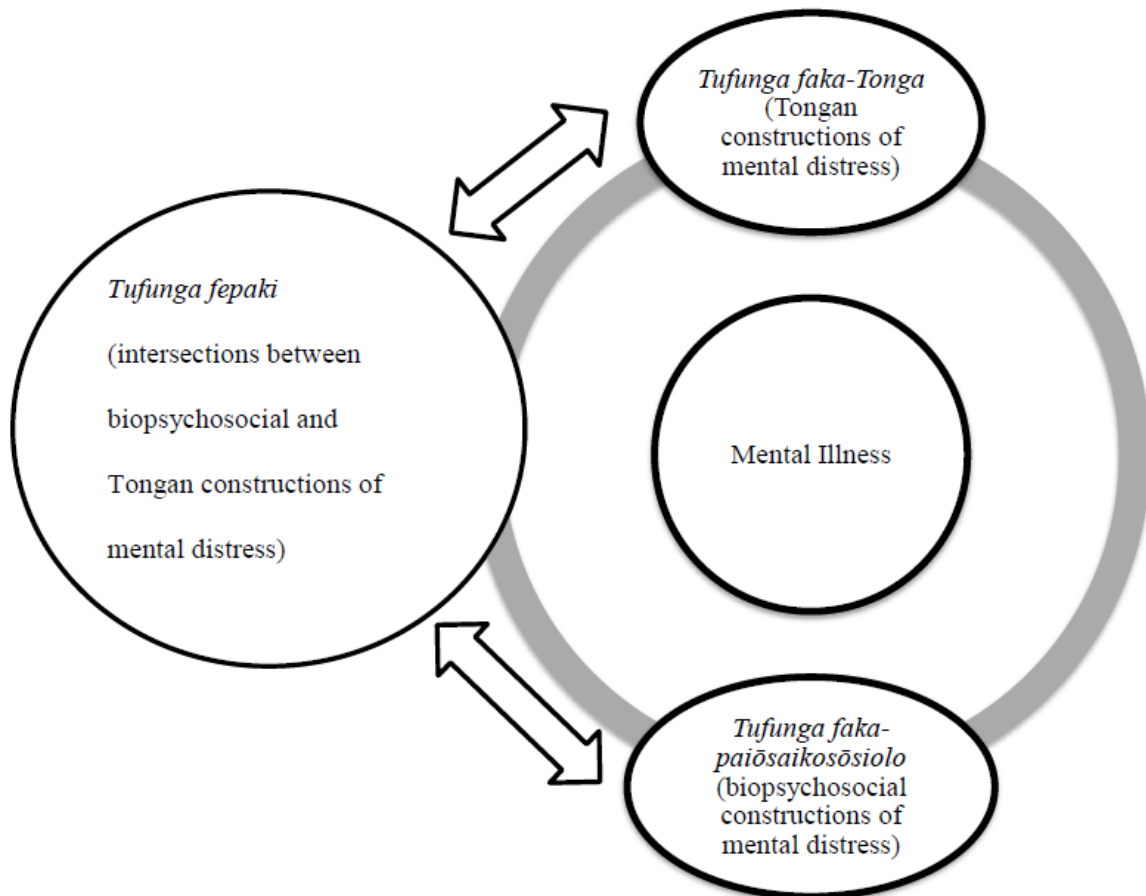 Tufunga faka-Tonga
(Tongan
constructions of
mental distress)
Tufunga fepaki
(intersections between
biopsychosocial and
Tongan constructions of
mental distress)
Mental Illness
Tufunga faka-
paiōsaikosōsiolo
(biopsychosocial
constructions of
mental distress)